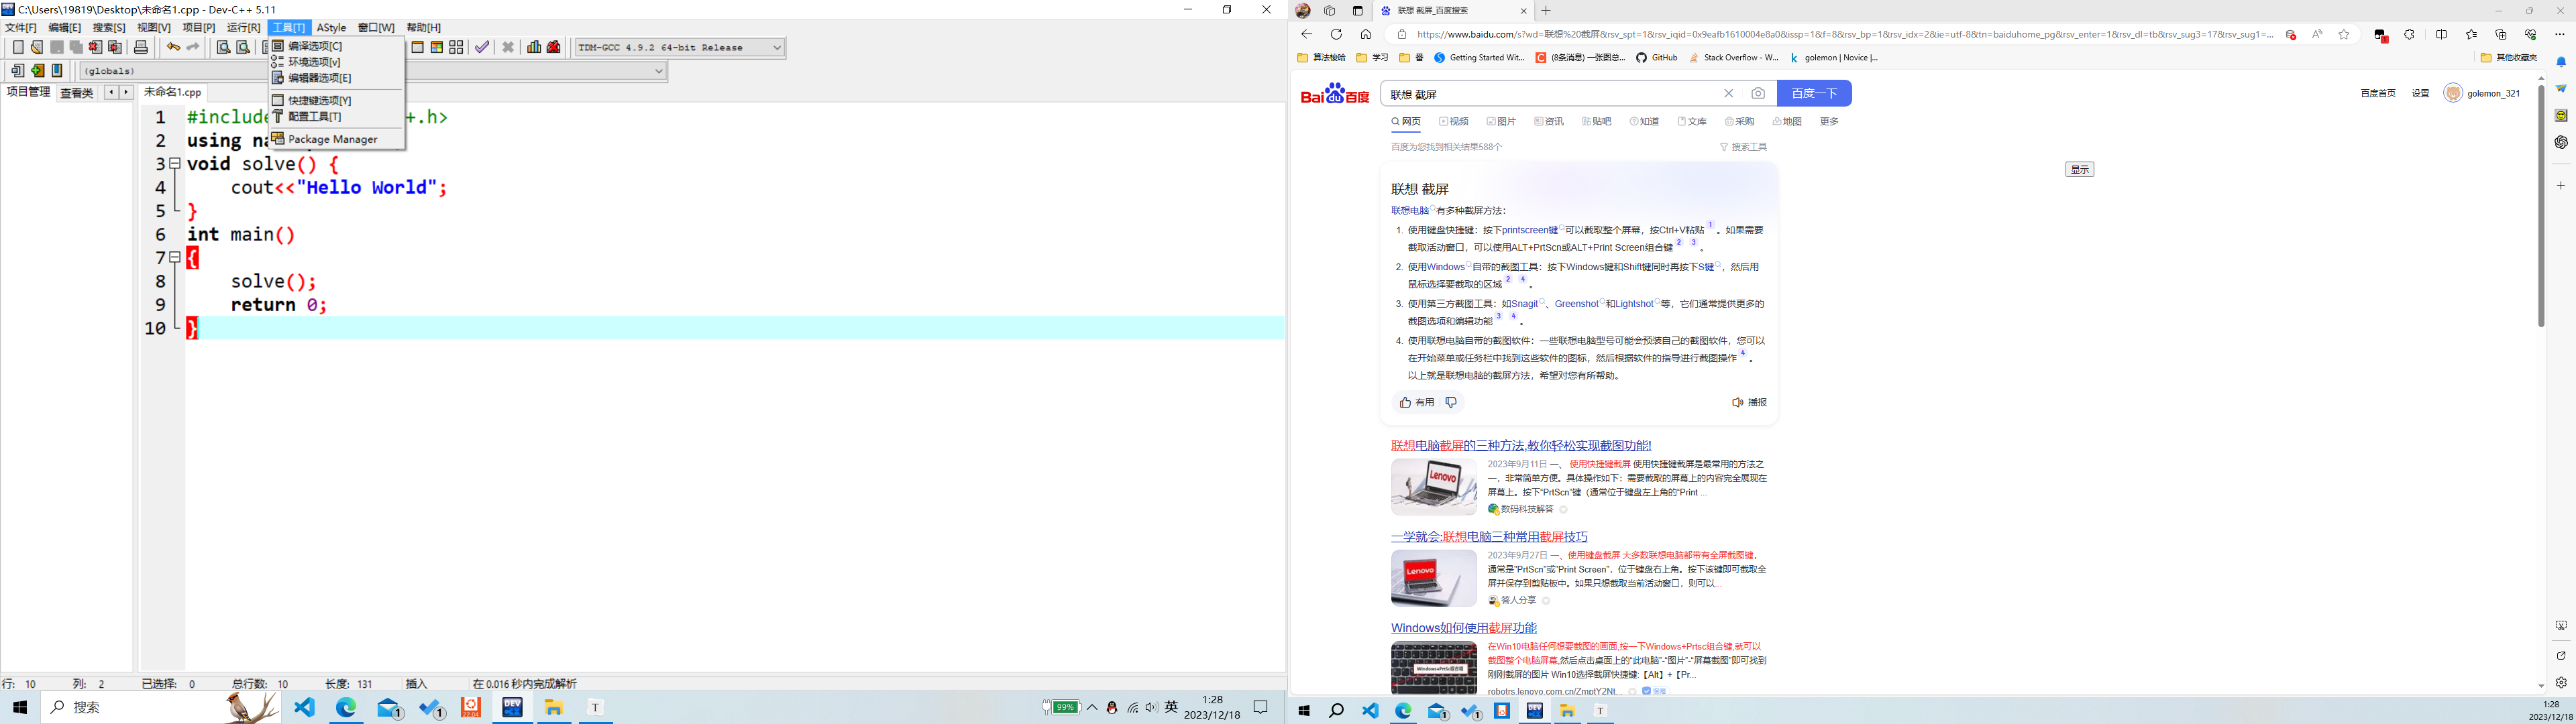 C:\Users\19819\Desktop\未命名1.cpp - Dev-C++ 5.11
文件[F] 编辑[E] 搜索[S] 视图[V] 项目[P] 运行[R] 工具[T] AStyle 窗口[W] 帮助[H]
编译选项[C]
环境选项[v]
编辑器选项[E]
快捷键选项[Y]
配置工具[T]
Package Manager
TDM-GCC 4.9.2 64-bit Release
(globals)
项目管理 查看类
未命名1.cpp
1 #include +.h>
2 using na
3 void solve() {
4 cout<<"Hello World";
5 }
6 int main()
7 {
8 solve();
9 return 0;
10 }
行: 10 列: 2 已选择: 0 总行数: 10 长度: 131 插入 在 0.016 秒内完成解析
搜索
22.04
DEV
T
99%
英
1:28
2023/12/18
联想 截屏_百度搜索
https://www.baidu.com/s?wd=联想%20截屏&rsv_spt=1&rsv_iqid=0x9eafb1610004e8a0&issp=1&f=8&rsv_bp=1&rsv_idx=2&ie=utf-8&tn=baiduhome_pg&rsv_enter=1&rsv_dl=tb&rsv_sug3=17&rsv_sug1=...
算法梭哈 学习 番 Getting Started Wit... (8条消息) 一张图总... GitHub Stack Overflow - W... golemon | Novice |... 其他收藏夹
Bai du 百度
联想 截屏
百度一下
百度首页 设置 golemon_321
网页 视频 图片 资讯 贴吧 知道 文库 采购 地图 更多
百度为您找到相关结果588个
搜索工具
显示
联想 截屏
联想电脑有多种截屏方法：
1. 使用键盘快捷键：按下printscreen键可以截取整个屏幕，按Ctrl+V粘贴 1 。如果需要
截取活动窗口，可以使用ALT+PrtScn或ALT+Print Screen组合键 2 3 。
2. 使用Windows自带的截图工具：按下Windows键和Shift键同时再按下S键，然后用
鼠标选择要截取的区域 2 4 。
3. 使用第三方截图工具：如Snagit、Greenshot和Lightshot等，它们通常提供更多的
截图选项和编辑功能 3 4 。
4. 使用联想电脑自带的截图软件：一些联想电脑型号可能会预装自己的截图软件，您可以
在开始菜单或任务栏中找到这些软件的图标，然后根据软件的指导进行截图操作 4 。
以上就是联想电脑的截屏方法，希望对您有所帮助。
有用
播报
联想电脑截屏的三种方法,教你轻松实现截图功能!
2023年9月11日 一、 使用快捷键截屏 使用快捷键截屏是最常用的方法之
一，非常简单方便。具体操作如下：需要截取的屏幕上的内容完全展现在
屏幕上。按下“PrtScn”键（通常位于键盘左上角的“Print ...
数码科技解答
一学就会:联想电脑三种常用截屏技巧
2023年9月27日 一、使用键盘截屏 大多数联想电脑都带有全屏截图键，
通常是“PrtScn”或“Print Screen”，位于键盘右上角。按下该键即可截取全
屏并保存到剪贴板中。如果只想截取当前活动窗口，则可以...
答人分享
Windows如何使用截屏功能
在Win10电脑任何想要截图的画面,按一下Windows+Prtsc组合键,就可以
截图整个电脑屏幕,然后点击桌面上的“此电脑”-“图片”-“屏幕截图”即可找到
刚刚截屏的图片 Win10选择截屏快捷键:【Alt】+【Pr...
robotrs.lenovo.com.cn/ZmptY2Nt... 保障
Lenovo
Lenovo
Windows+PrtSc组合键
DEV
T
1:28
2023/12/18